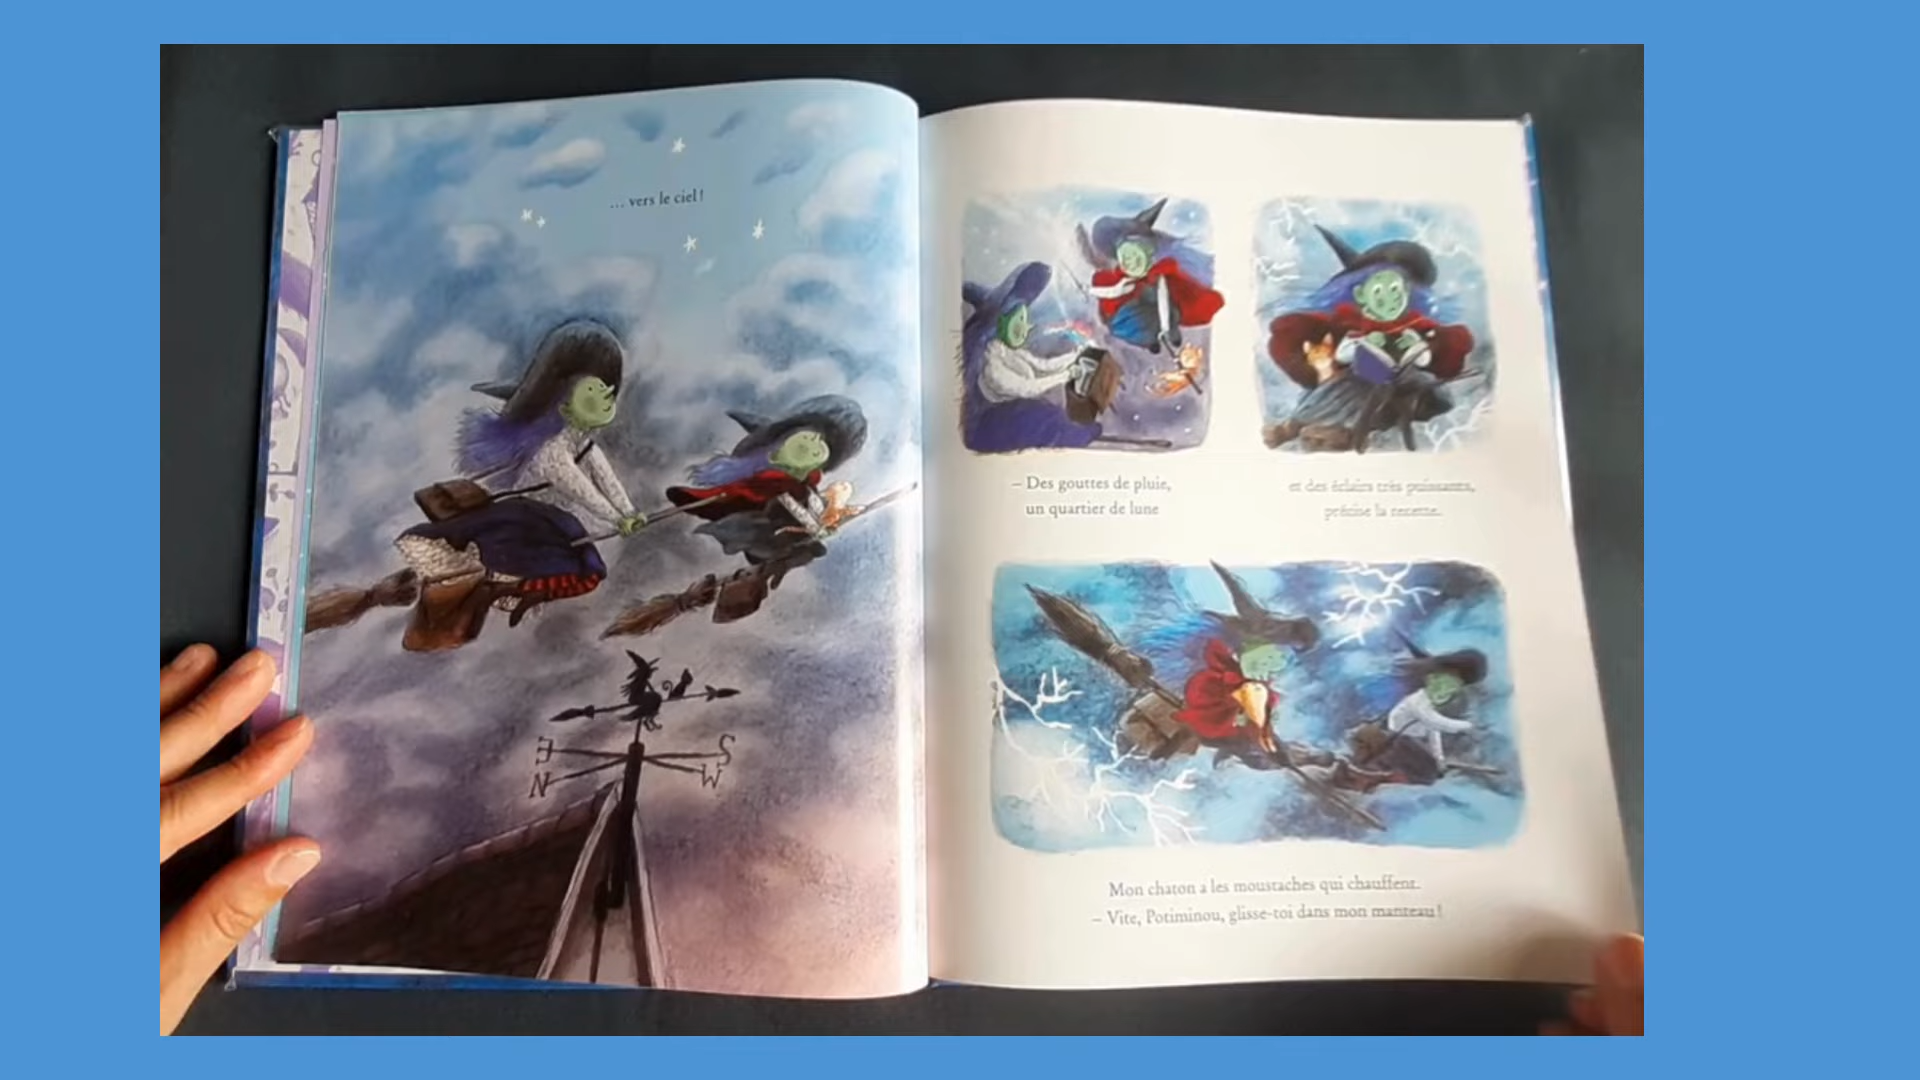 ... vers le ciel !
E
S
N
W
– Des gouttes de pluie,
un quartier de lune
et des éclairs très puissants,
précise la recette.
Mon chaton a les moustaches qui chauffent.
– Vite, Potiminou, glisse-toi dans mon manteau !